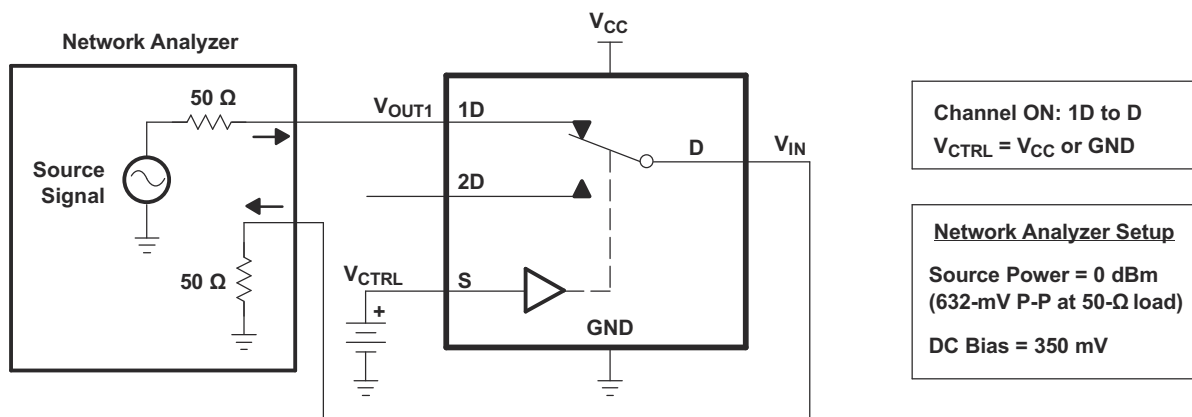 Network Analyzer
50 Ω
Source
Signal
50 Ω
VCC
VOUT1
1D
D
VIN
2D
VCTRL
S
+
GND
Channel ON: 1D to D
VCTRL = VCC or GND
Network Analyzer Setup
Source Power = 0 dBm
(632-mV P-P at 50-Ω load)
DC Bias = 350 mV